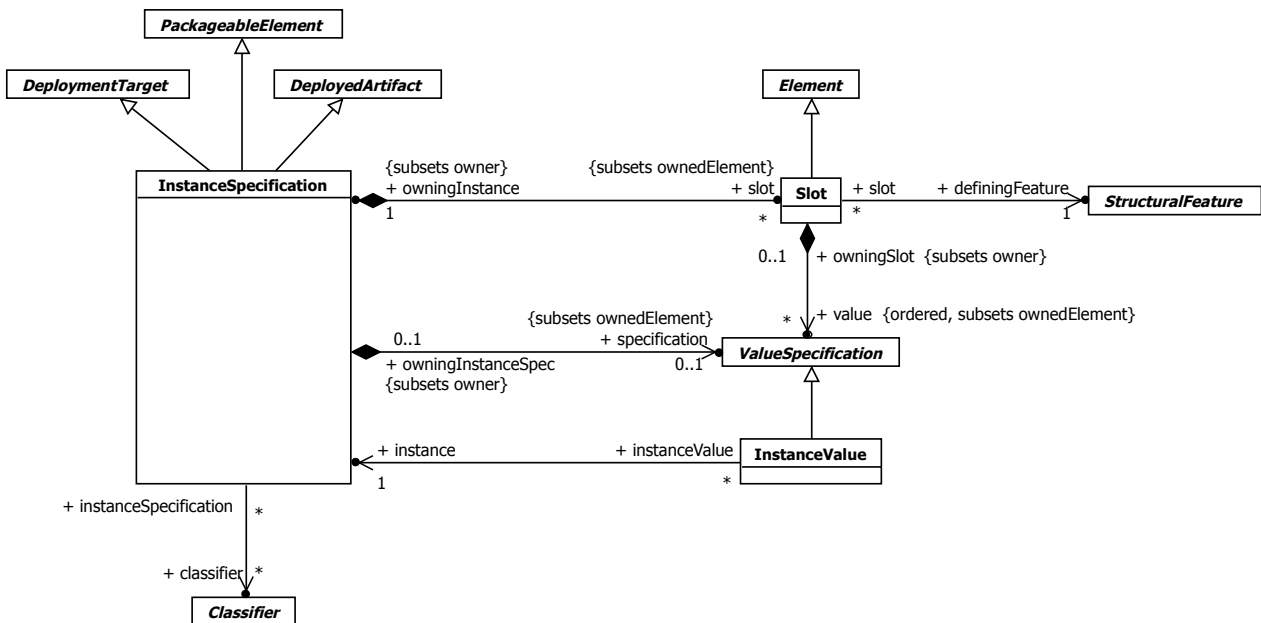 PackageableElement
DeploymentTarget
DeployedArtifact
Element
InstanceSpecification
{subsets owner}
+ owningInstance
1
{subsets ownedElement}
+ slot
*
Slot
+ slot
*
+ definingFeature
1
StructuralFeature
0..1
+ owningSlot {subsets owner}
+ value {ordered, subsets ownedElement}
*
0..1
+ owningInstanceSpec
{subsets owner}
{subsets ownedElement}
+ specification
0..1
ValueSpecification
+ instance
1
+ instanceValue
*
InstanceValue
+ instanceSpecification
*
+ classifier
*
Classifier